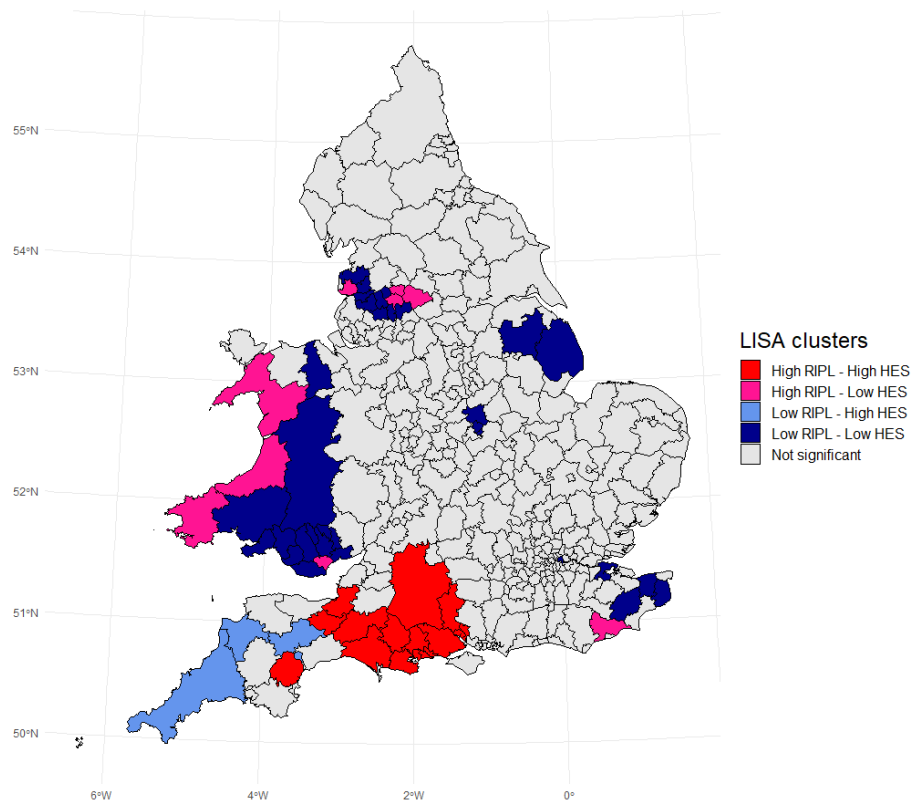 55°N
54°N
53°N
52°N
51°N
50°N
6°W
4°W
2°W
0°
LISA clusters
High RIPL - High HES
High RIPL - Low HES
Low RIPL - High HES
Low RIPL - Low HES
Not significant